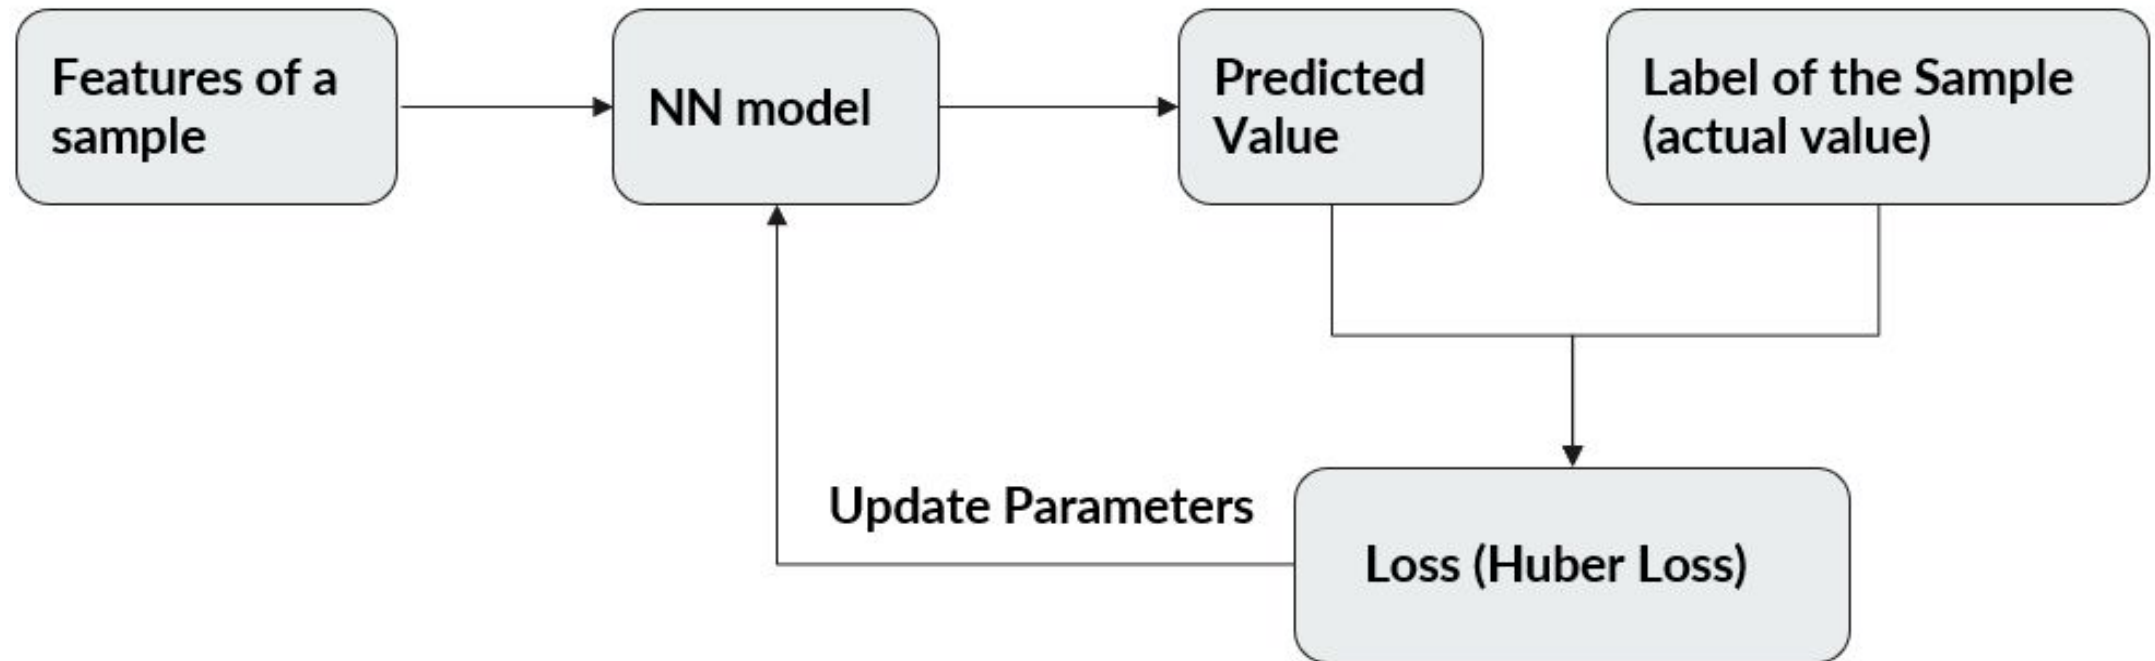 Features of a
sample
NN model
Predicted
Value
Label of the Sample
(actual value)
Update Parameters
Loss (Huber Loss)